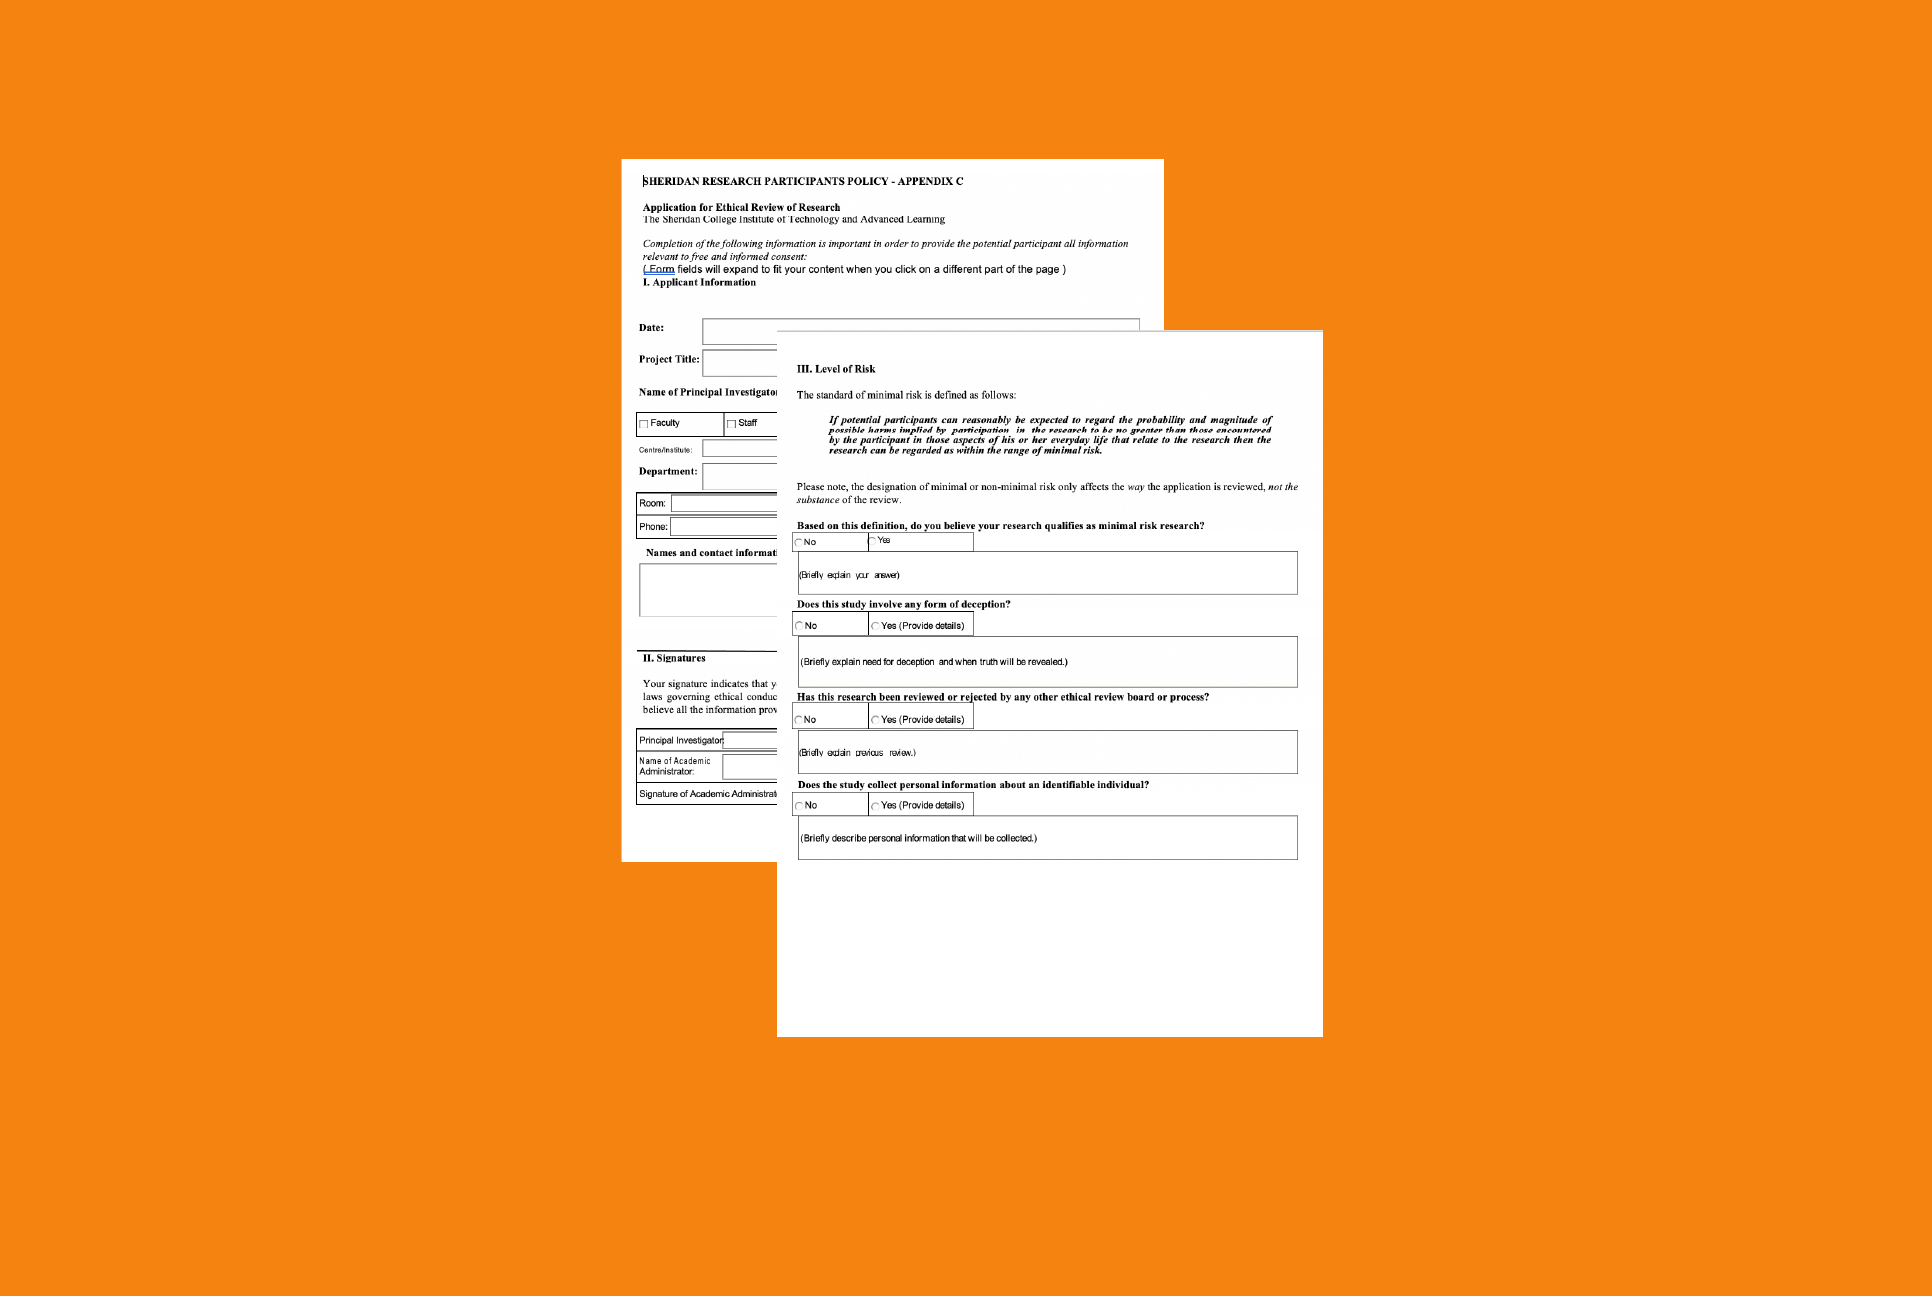 SHERIDAN RESEARCH PARTICIPANTS POLICY - APPENDIX C
Application for Ethical Review of Research
The Sheridan College Institute of Technology and Advanced Learning
Completion of the following information is important in order to provide the potential participant all information
relevant to free and informed consent:
( Form fields will expand to fit your content when you click on a different part of the page )
I. Applicant Information
Date:
Project Title:
Name of Principal Investigator
Faculty Staff
Centre/Institute:
Department:
Room:
Phone:
Names and contact informati
II. Signatures
Your signature indicates that y
laws governing ethical conduc
believe all the information prov
Principal Investigator:
Name of Academic
Administrator:
Signature of Academic Administrat
III. Level of Risk
The standard of minimal risk is defined as follows:
If potential participants can reasonably be expected to regard the probability and magnitude of
possible harms implied by participation in the research to be no greater than those encountered
by the participant in those aspects of his or her everyday life that relate to the research then the
research can be regarded as within the range of minimal risk.
Please note, the designation of minimal or non-minimal risk only affects the way the application is reviewed, not the
substance of the review.
Based on this definition, do you believe your research qualifies as minimal risk research?
No Yes
(Briefly explain your answer)
Does this study involve any form of deception?
No Yes (Provide details)
(Briefly explain need for deception and when truth will be revealed.)
Has this research been reviewed or rejected by any other ethical review board or process?
No Yes (Provide details)
(Briefly explain previous review.)
Does the study collect personal information about an identifiable individual?
No Yes (Provide details)
(Briefly describe personal information that will be collected.)